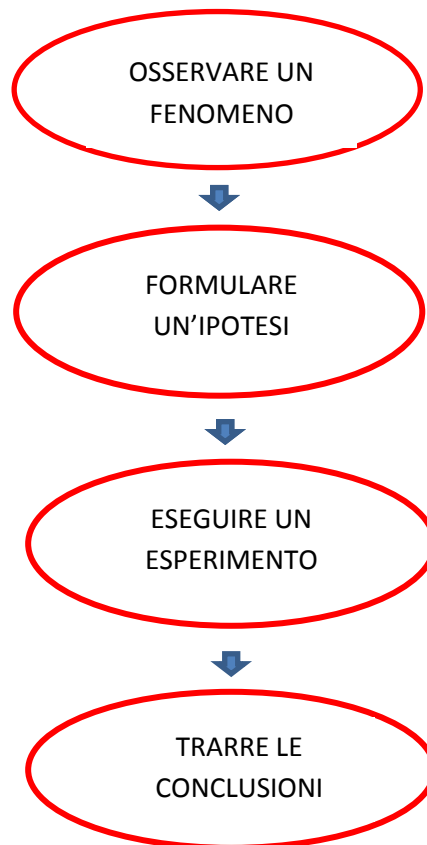 OSSERVARE UN
FENOMENO
FORMULARE
UN’IPOTESI
ESEGUIRE UN
ESPERIMENTO
TRARRE LE
CONCLUSIONI